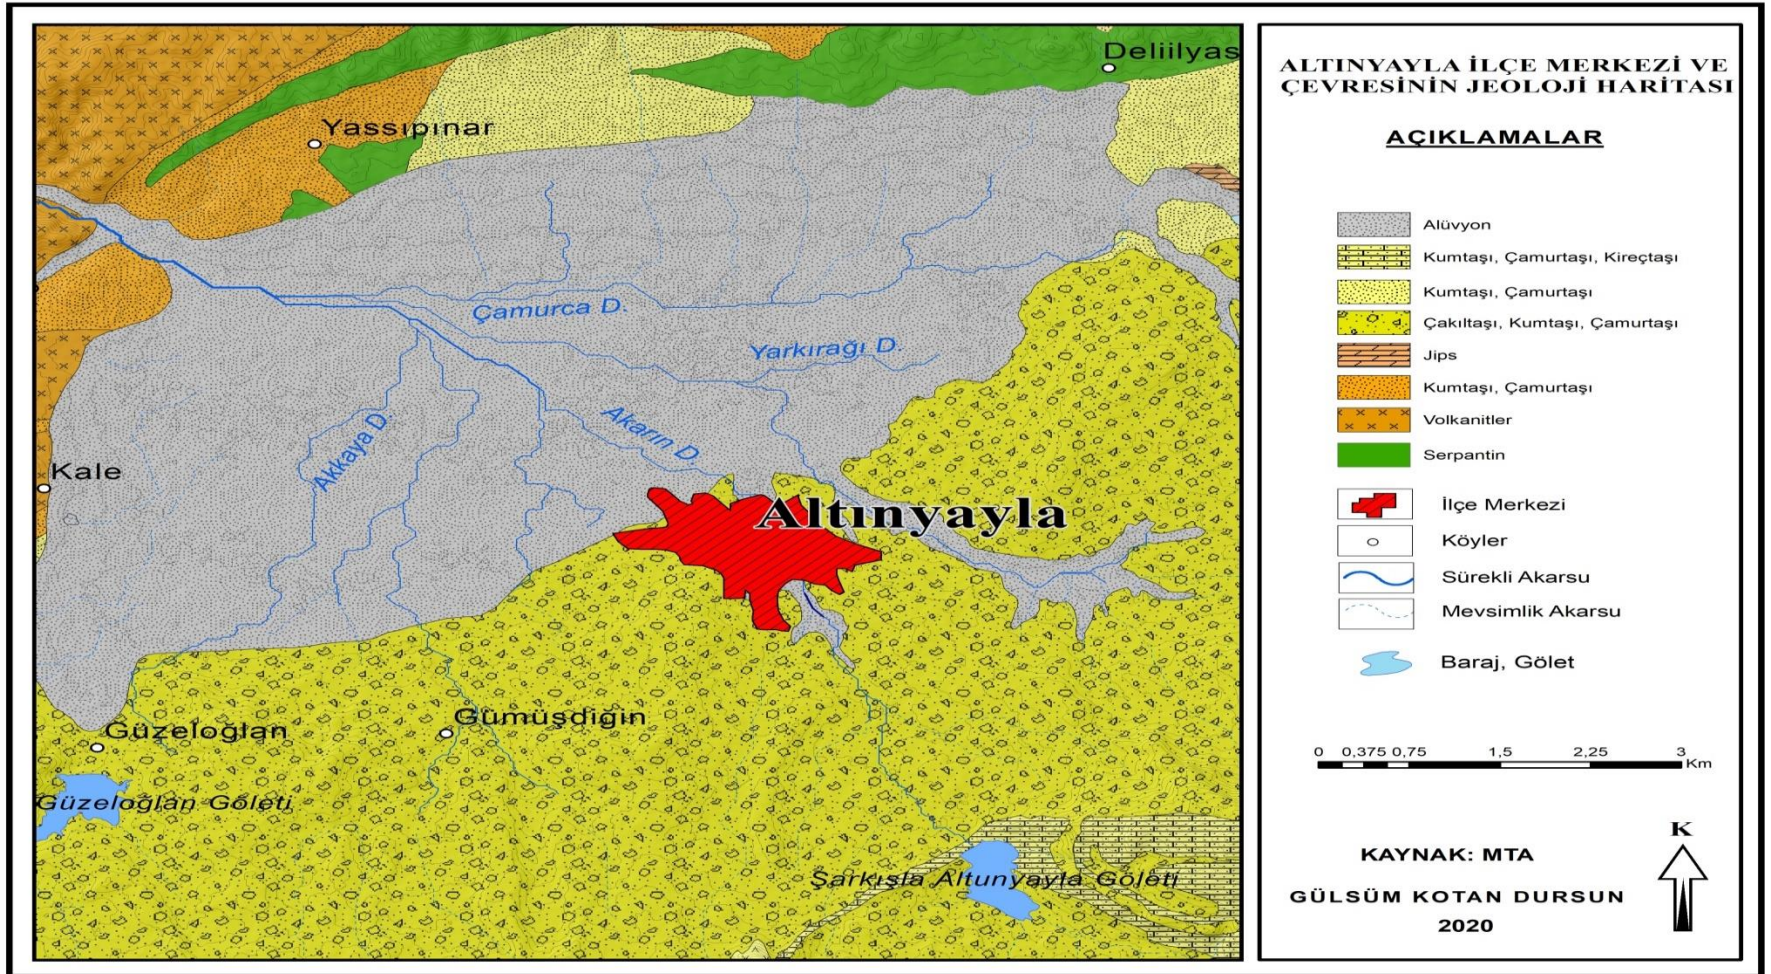 Deliilyas
Yassıpınar
Çamurca D.
Yarkırağı D.
Akarın D.
Akkaya D.
Kale
Altınyayla
Güzeloğlan
Gümüşdiğin
Güzeloğlan Göleti
Şarkışla Altunyayla Göleti
ALTINYAYLA İLÇE MERKEZİ VE
ÇEVRESİNİN JEOLOJİ HARİTASI
AÇIKLAMALAR
Alüvyon
Kumtaşı, Çamurtaşı, Kireçtaşı
Kumtaşı, Çamurtaşı
Çakıltaşı, Kumtaşı, Çamurtaşı
Jips
Kumtaşı, Çamurtaşı
Volkanitler
Serpantin
İlçe Merkezi
Köyler
Sürekli Akarsu
Mevsimlik Akarsu
Baraj, Gölet
0 0,375 0,75 1,5 2,25 3
Km
K
KAYNAK: MTA
GÜLSÜM KOTAN DURSUN
2020